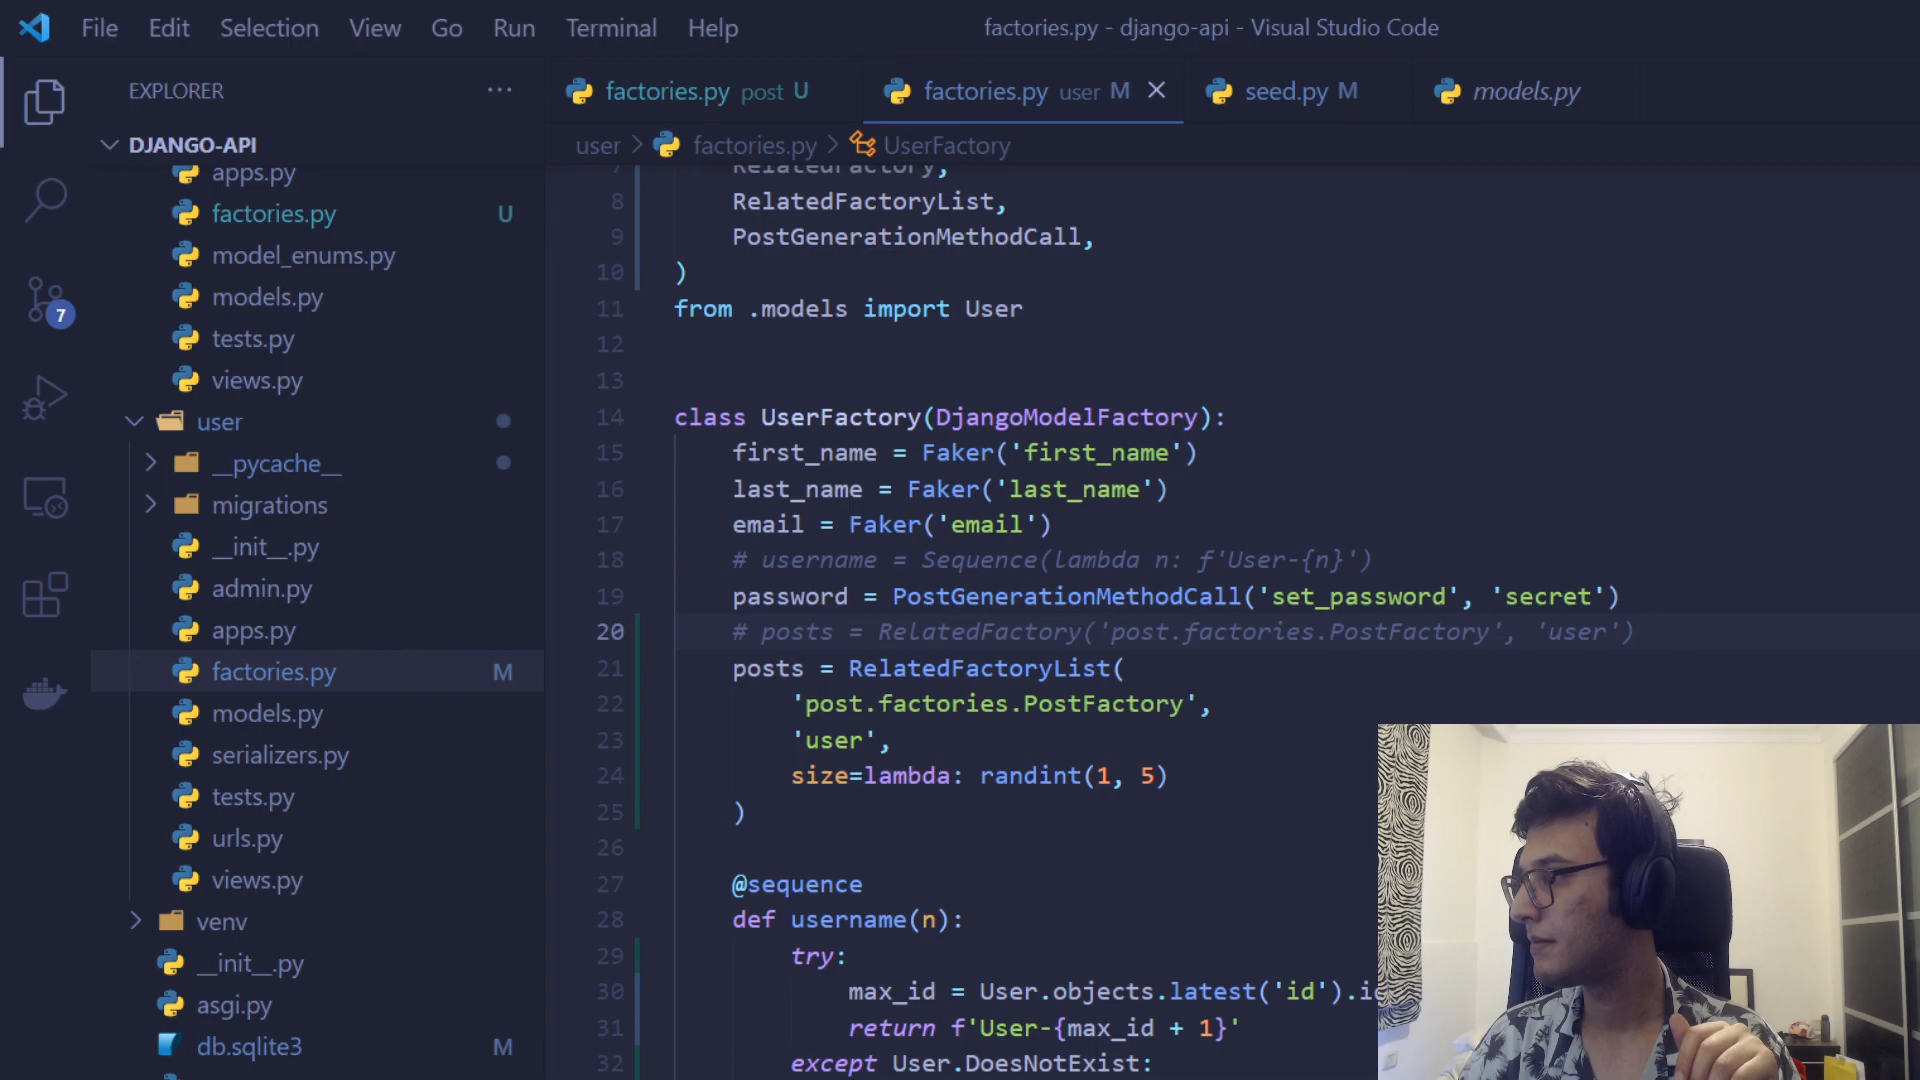 File Edit Selection View Go Run Terminal Help
factories.py - django-api - Visual Studio Code
EXPLORER
DJANGO-API
apps.py
factories.py U
model_enums.py
models.py
tests.py
views.py
user
__pycache__
migrations
__init__.py
admin.py
apps.py
factories.py M
models.py
serializers.py
tests.py
urls.py
views.py
venv
__init__.py
asgi.py
db.sqlite3 M
7
factories.py post U
factories.py user M
seed.py M
models.py
user > factories.py > UserFactory
7 RelatedFactory,
8 RelatedFactoryList,
9 PostGenerationMethodCall,
10 )
11 from .models import User
12
13
14 class UserFactory(DjangoModelFactory):
15 first_name = Faker('first_name')
16 last_name = Faker('last_name')
17 email = Faker('email')
18 # username = Sequence(lambda n: f'User-{n}')
19 password = PostGenerationMethodCall('set_password', 'secret')
20 # posts = RelatedFactory('post.factories.PostFactory', 'user')
21 posts = RelatedFactoryList(
22 'post.factories.PostFactory',
23 'user',
24 size=lambda: randint(1, 5)
25 )
26
27 @sequence
28 def username(n):
29 try:
30 max_id = User.objects.latest('id').id
31 return f'User-{max_id + 1}'
32 except User.DoesNotExist: